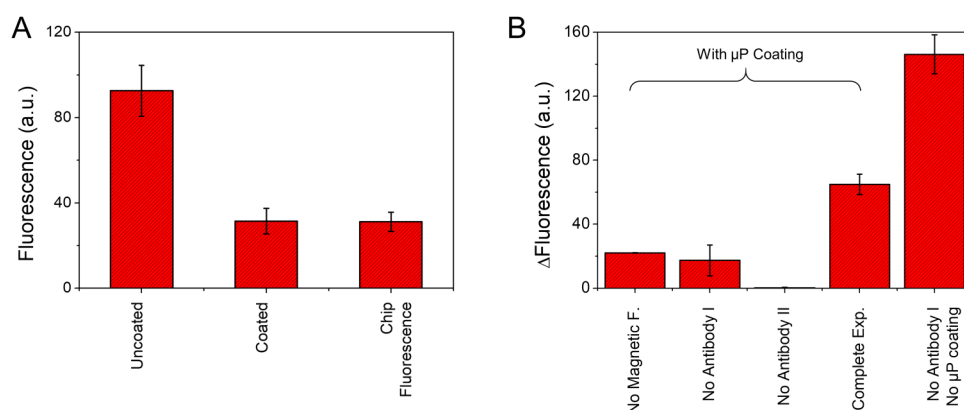 A
Fluorescence (a.u.)
120
80
40
0
Uncoated
Coated
Chip
Fluorescence
B
ΔFluorescence (a.u.)
160
120
80
40
0
With µP Coating
No Magnetic F.
No Antibody I
No Antibody II
Complete Exp.
No Antibody I
No µP coating